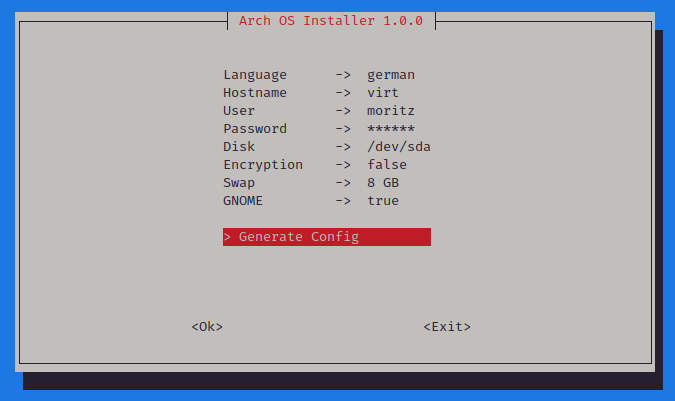 Arch OS Installer 1.0.0
Language -> german
Hostname -> virt
User -> moritz
Password -> ******
Disk -> /dev/sda
Encryption -> false
Swap -> 8 GB
GNOME -> true
> Generate Config
<Ok> <Exit>